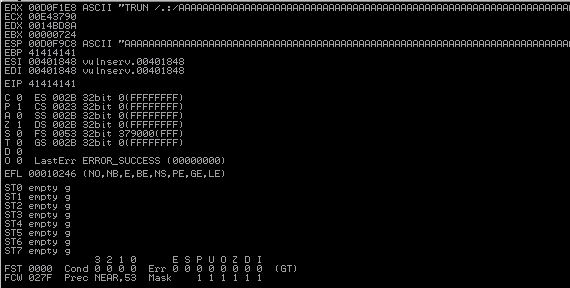 EAX 00D0F1E8 ASCII "TRUN /.:/AAAAAAAAAAAAAAAAAAAAAAAAAAAAAAAAAAAAAAAAAAAAAAAAAAAAAAAAAAAAAAAAA
ECX 00E43790
EDX 0014BD8A
EBX 00000724
ESP 00D0F9C8 ASCII "AAAAAAAAAAAAAAAAAAAAAAAAAAAAAAAAAAAAAAAAAAAAAAAAAAAAAAAAAAAAAAAAAAAAAAAAAA
EBP 41414141
ESI 00401848 vulnserv.00401848
EDI 00401848 vulnserv.00401848
EIP 41414141
C 0 ES 002B 32bit 0(FFFFFFFF)
P 1 CS 0023 32bit 0(FFFFFFFF)
A 0 SS 002B 32bit 0(FFFFFFFF)
Z 1 DS 002B 32bit 0(FFFFFFFF)
S 0 FS 0053 32bit 379000(FFF)
T 0 GS 002B 32bit 0(FFFFFFFF)
D 0
O 0 LastErr ERROR_SUCCESS (00000000)
EFL 00010246 (NO,NB,E,BE,NS,PE,GE,LE)
ST0 empty g
ST1 empty g
ST2 empty g
ST3 empty g
ST4 empty g
ST5 empty g
ST6 empty g
ST7 empty g
3 2 1 0 E S P U O Z D I
FST 0000 Cond 0 0 0 0 Err 0 0 0 0 0 0 0 0 (GT)
FCW 027F Prec NEAR,53 Mask 1 1 1 1 1 1